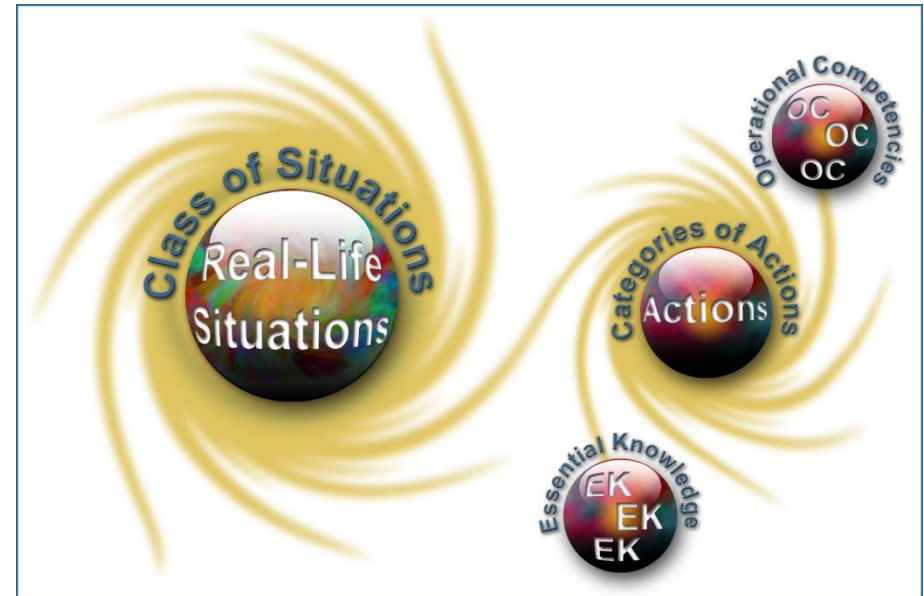 Class of Situations
Real-Life
Situations
Operational Competencies
OC
OC
OC
Categories of Actions
Actions
Essential Knowledge
EK
EK
EK